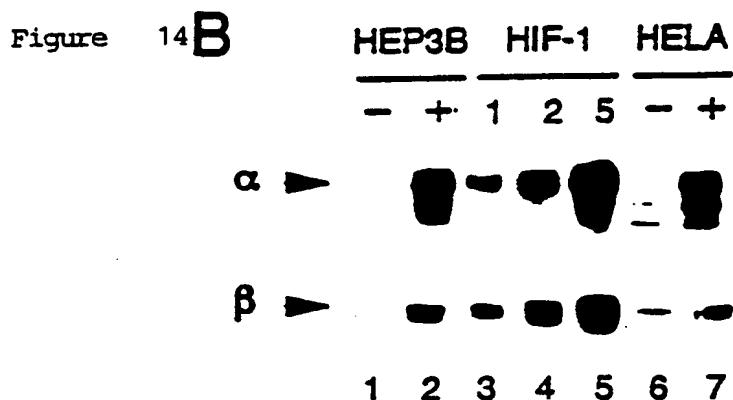 Figure 14B
HEP3B HIF-1 HELA
- + 1 2 5 - +
α
β
1 2 3 4 5 6 7